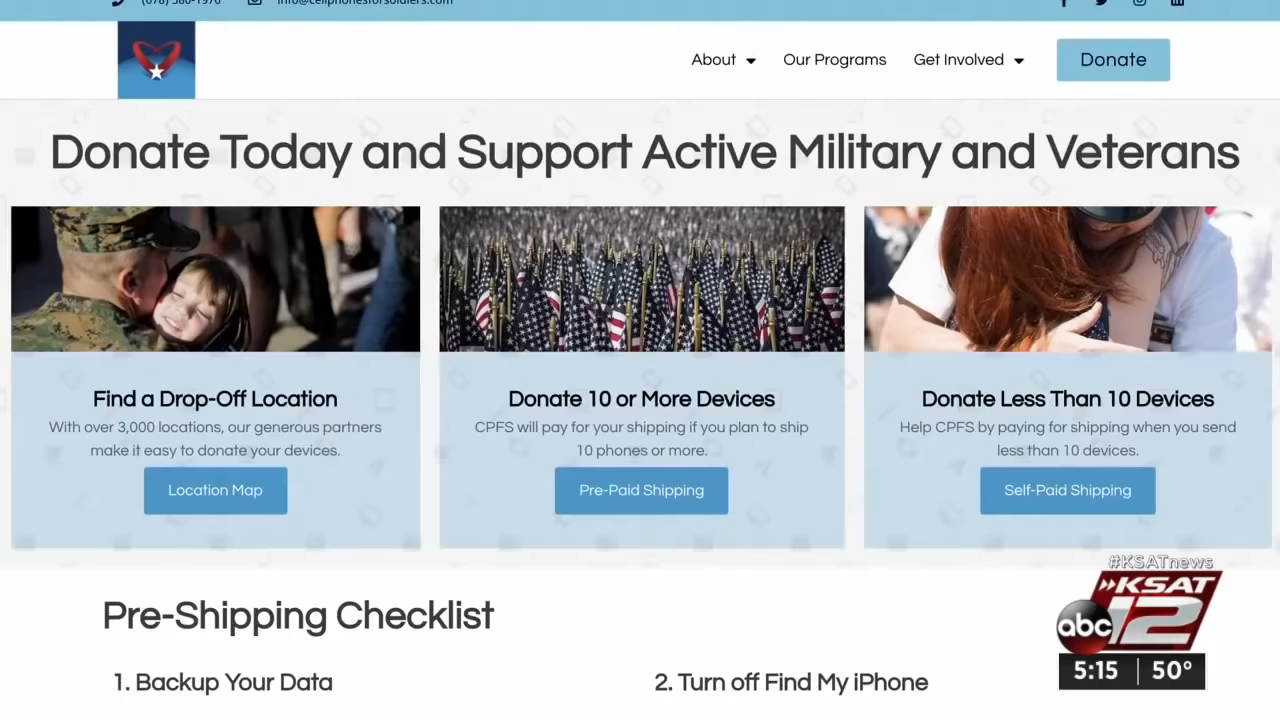 info@cellphonesforsoldiers.com
About
Our Programs
Get Involved
Donate
Donate Today and Support Active Military and Veterans
Find a Drop-Off Location
With over 3,000 locations, our generous partners
make it easy to donate your devices.
Location Map
Donate 10 or More Devices
CPFS will pay for your shipping if you plan to ship
10 phones or more.
Pre-Paid Shipping
Donate Less Than 10 Devices
Help CPFS by paying for shipping when you send
less than 10 devices.
Self-Paid Shipping
Pre-Shipping Checklist
1. Backup Your Data
2. Turn off Find My iPhone
#KSATnews
KSAT
abc 12
5:15 50°